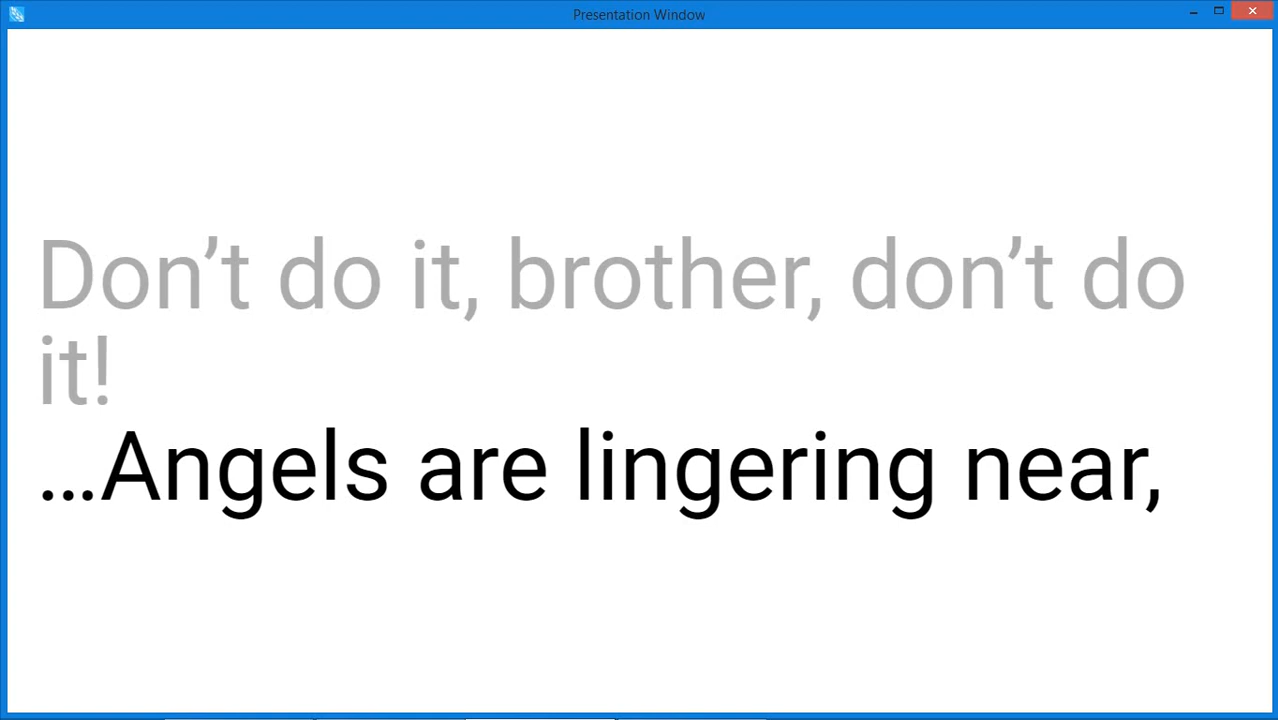 Presentation Window
Don’t do it, brother, don’t do
it!
…Angels are lingering near,